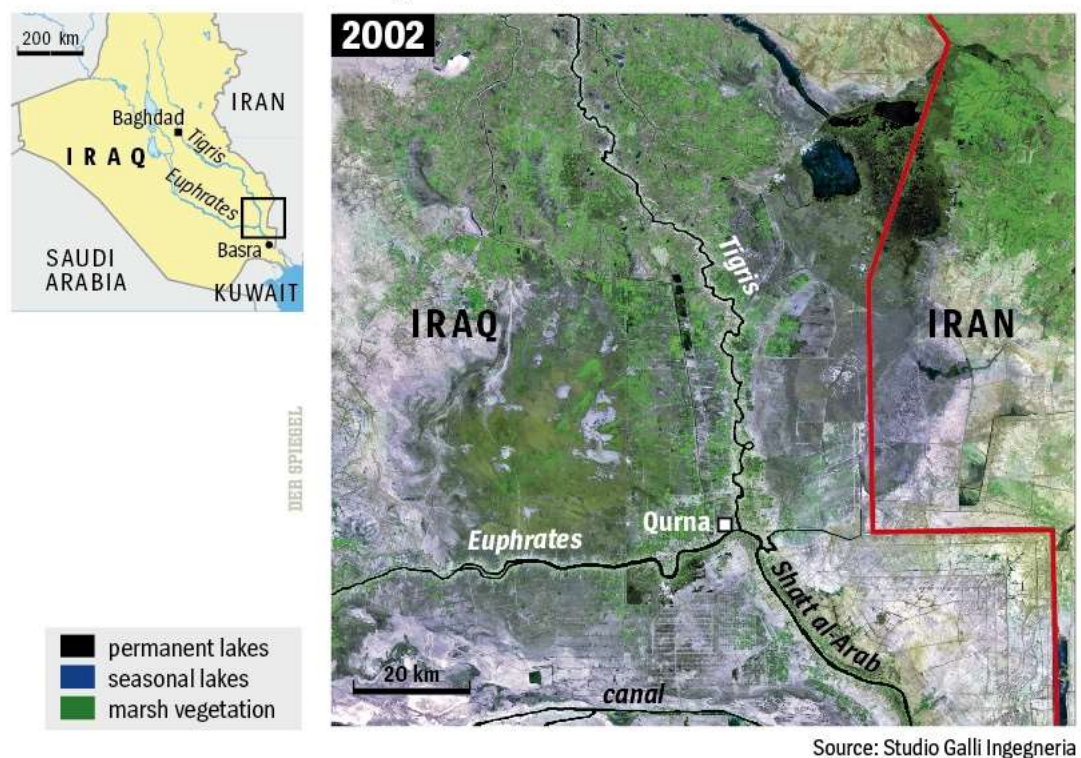 200 km
IRAN
Baghdad
Tigris
IRAQ
Euphrates
Basra
SAUDI
ARABIA
KUWAIT
DER SPIEGEL
permanent lakes
seasonal lakes
marsh vegetation
2002
Tigris
IRAQ
IRAN
Qurna
Euphrates
Shatt al-Arab
20 km
canal
Source: Studio Galli Ingegneria